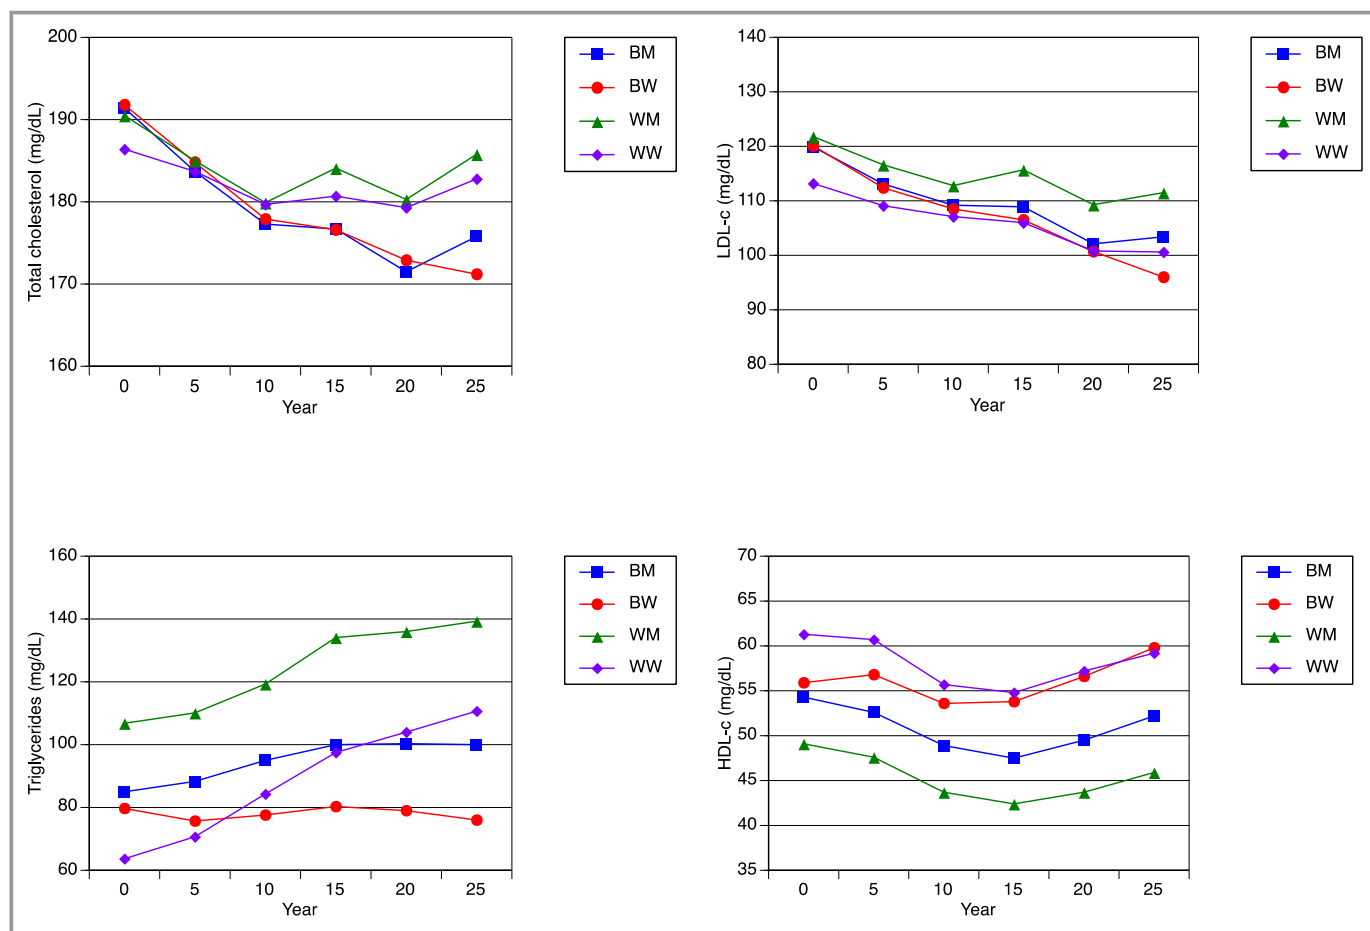 Total cholesterol (mg/dL)
200
190
180
170
160
0 5 10 15 20 25
Year
BM
BW
WM
WW
LDL-c (mg/dL)
140
130
120
110
100
90
80
0 5 10 15 20 25
Year
BM
BW
WM
WW
Triglycerides (mg/dL)
160
140
120
100
80
60
0 5 10 15 20 25
Year
BM
BW
WM
WW
HDL-c (mg/dL)
70
65
60
55
50
45
40
35
0 5 10 15 20 25
Year
BM
BW
WM
WW